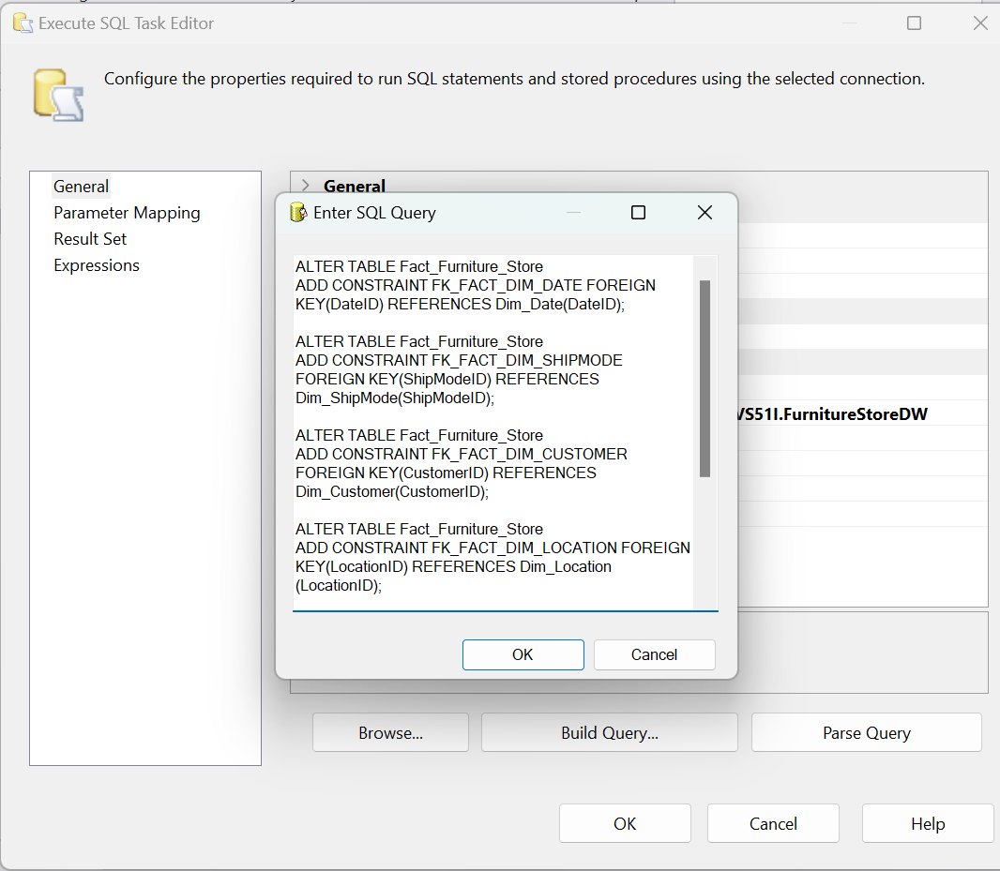 Execute SQL Task Editor
Configure the properties required to run SQL statements and stored procedures using the selected connection.
General
Parameter Mapping
Result Set
Expressions
General
Enter SQL Query
ALTER TABLE Fact_Furniture_Store
ADD CONSTRAINT FK_FACT_DIM_DATE FOREIGN
KEY(DateID) REFERENCES Dim_Date(DateID);
ALTER TABLE Fact_Furniture_Store
ADD CONSTRAINT FK_FACT_DIM_SHIPMODE
FOREIGN KEY(ShipModeID) REFERENCES
Dim_ShipMode(ShipModeID);
ALTER TABLE Fact_Furniture_Store
ADD CONSTRAINT FK_FACT_DIM_CUSTOMER
FOREIGN KEY(CustomerID) REFERENCES
Dim_Customer(CustomerID);
ALTER TABLE Fact_Furniture_Store
ADD CONSTRAINT FK_FACT_DIM_LOCATION FOREIGN
KEY(LocationID) REFERENCES Dim_Location
(LocationID);
OK
Cancel
VS51I.FurnitureStoreDW
Browse...
Build Query...
Parse Query
OK
Cancel
Help